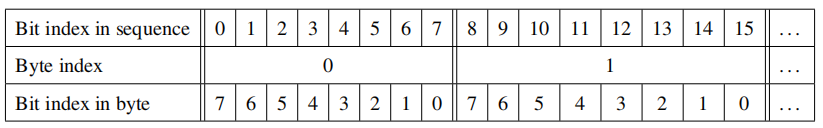 Bit index in sequence 0 1 2 3 4 5 6 7 8 9 10 11 12 13 14 15 ...
Byte index 0 1 ...
Bit index in byte 7 6 5 4 3 2 1 0 7 6 5 4 3 2 1 0 ...